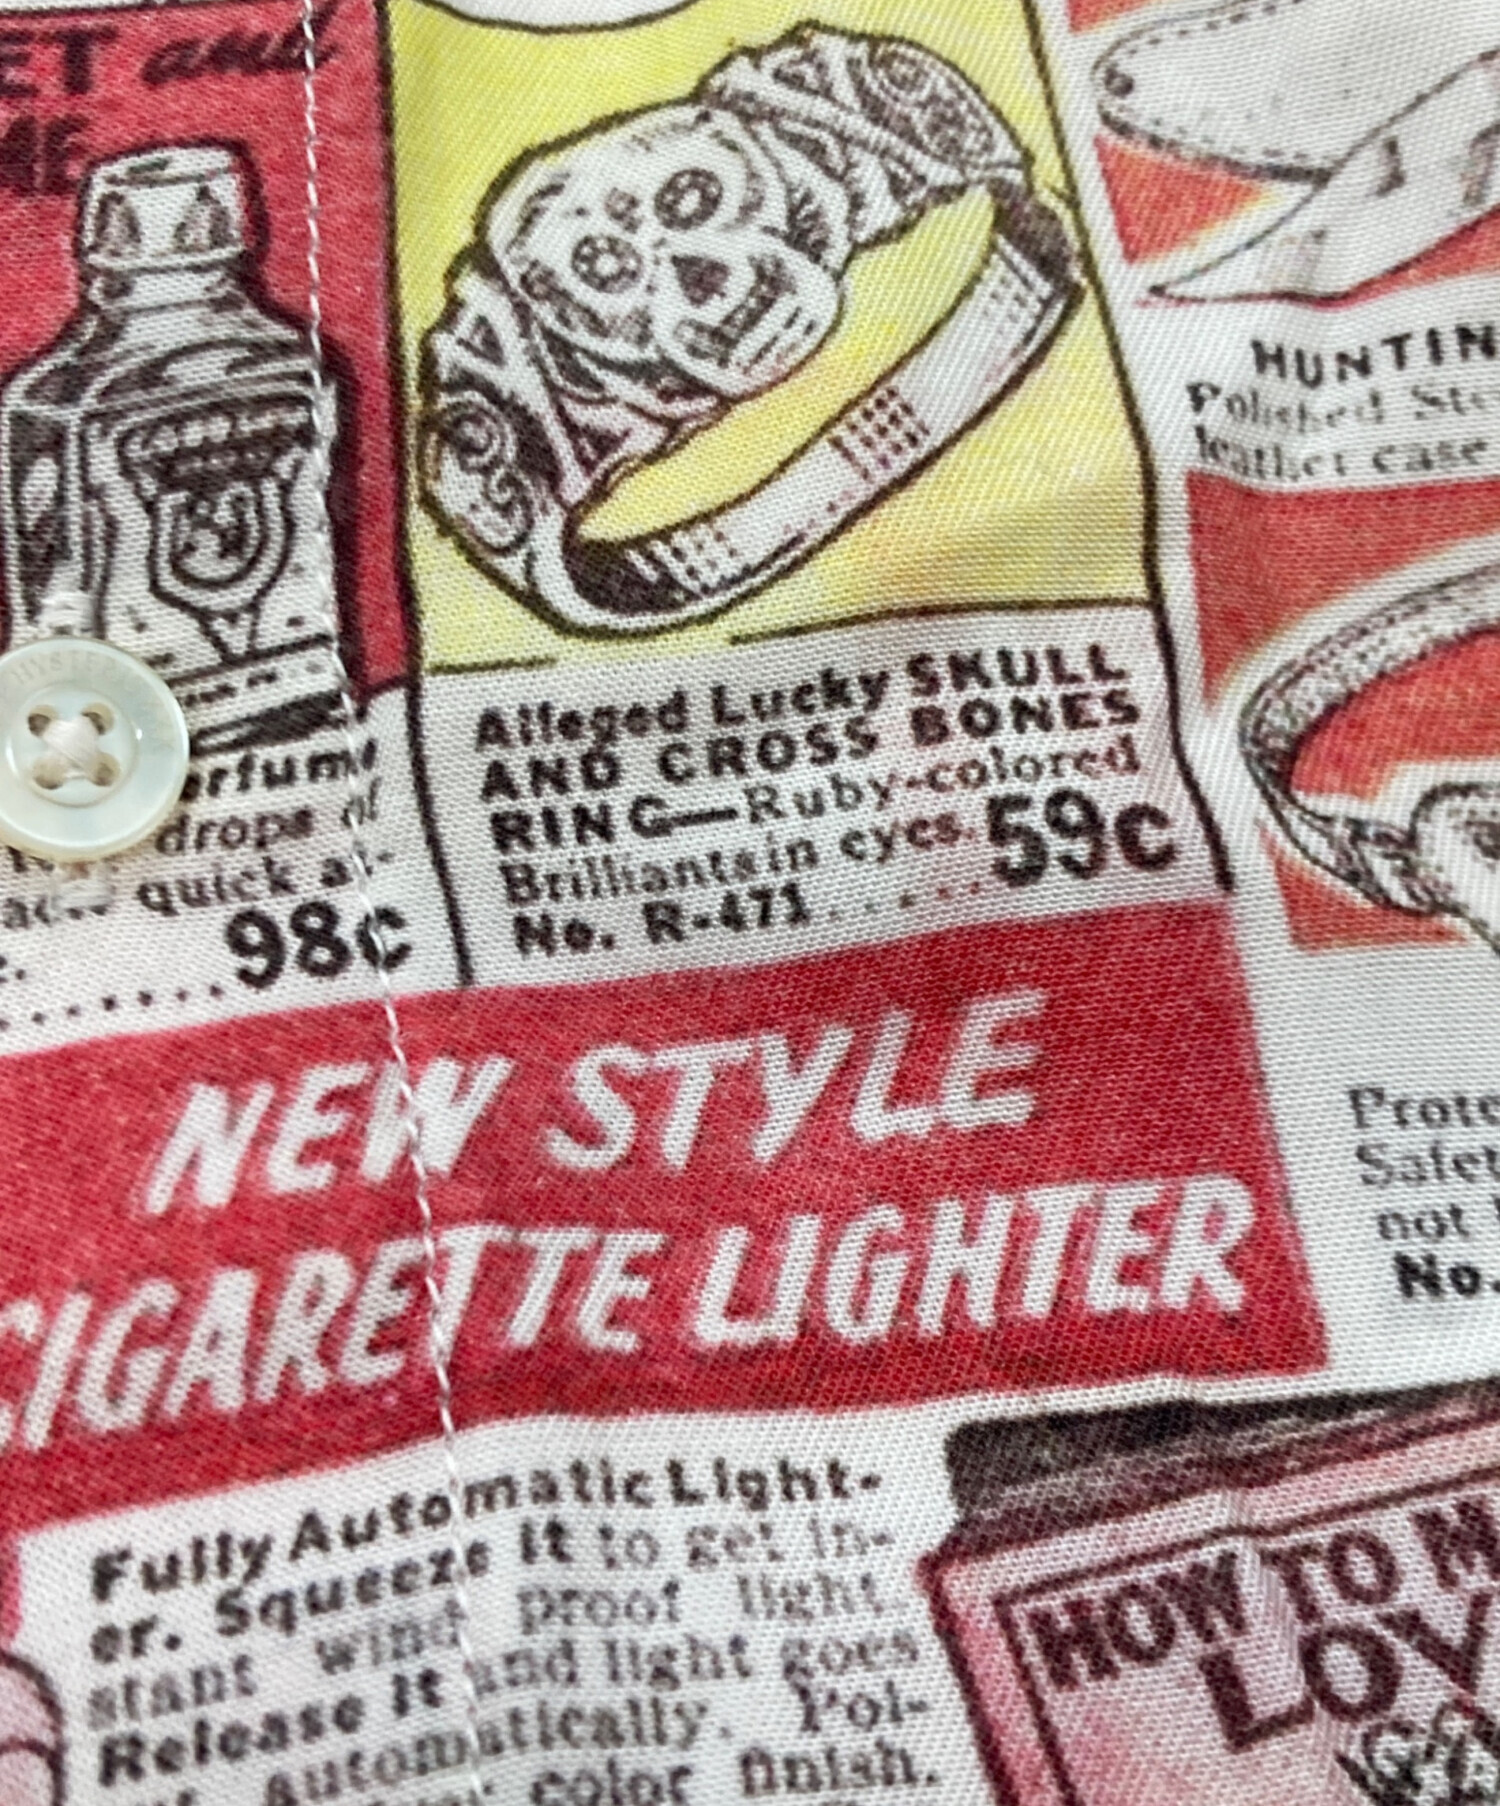 ET and
ME
HUNTIN
Polished Ste
leather case
Alleged Lucky SKULL
AND CROSS BONES
RING—Ruby-colored
Brilliants in eyes. 59c
No. R-471........
erfume
drops of
quick at-
98c
NEW STYLE
CIGARETTE LIGHTER
Prote
Safet
not
No.
Fully Automatic Light-
er. Squeeze it to get in-
stant wind proof light.
Release it and light goes
automatically. Pol-
color finish.
HOW TO M
LOV